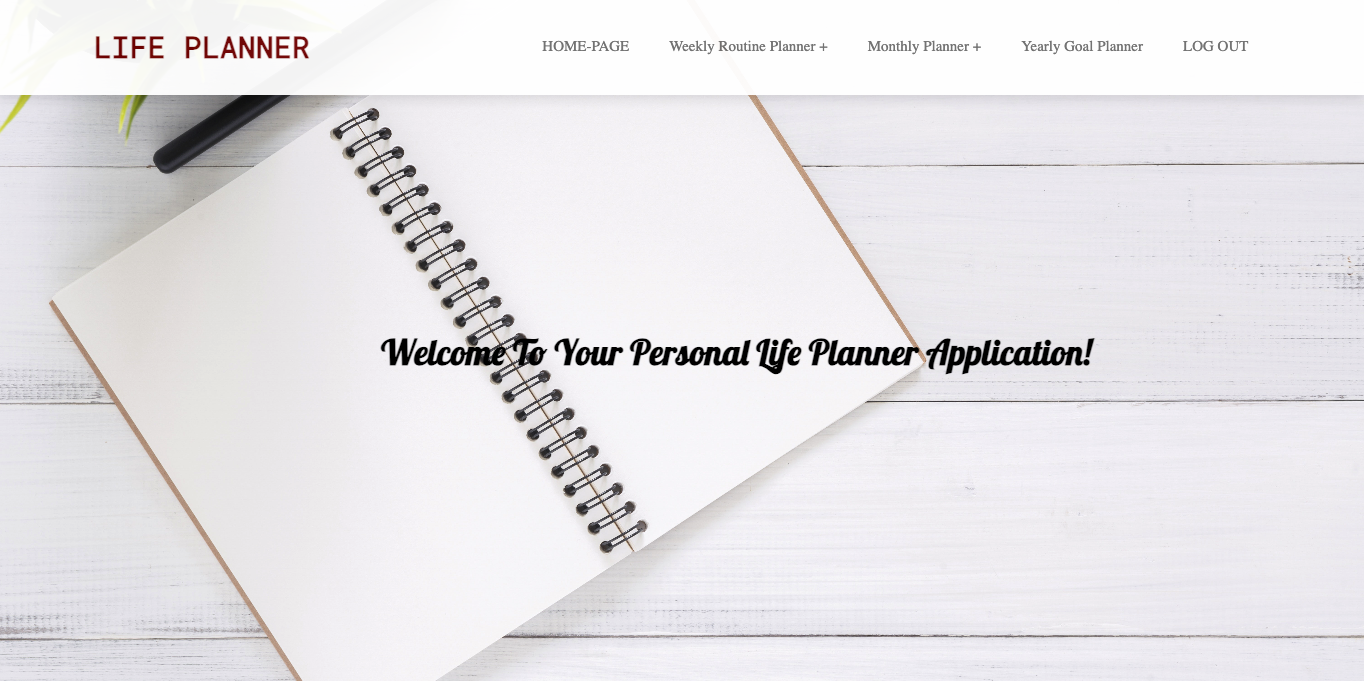 LIFE PLANNER
HOME-PAGE
Weekly Routine Planner +
Monthly Planner +
Yearly Goal Planner
LOG OUT
Welcome To Your Personal Life Planner Application!